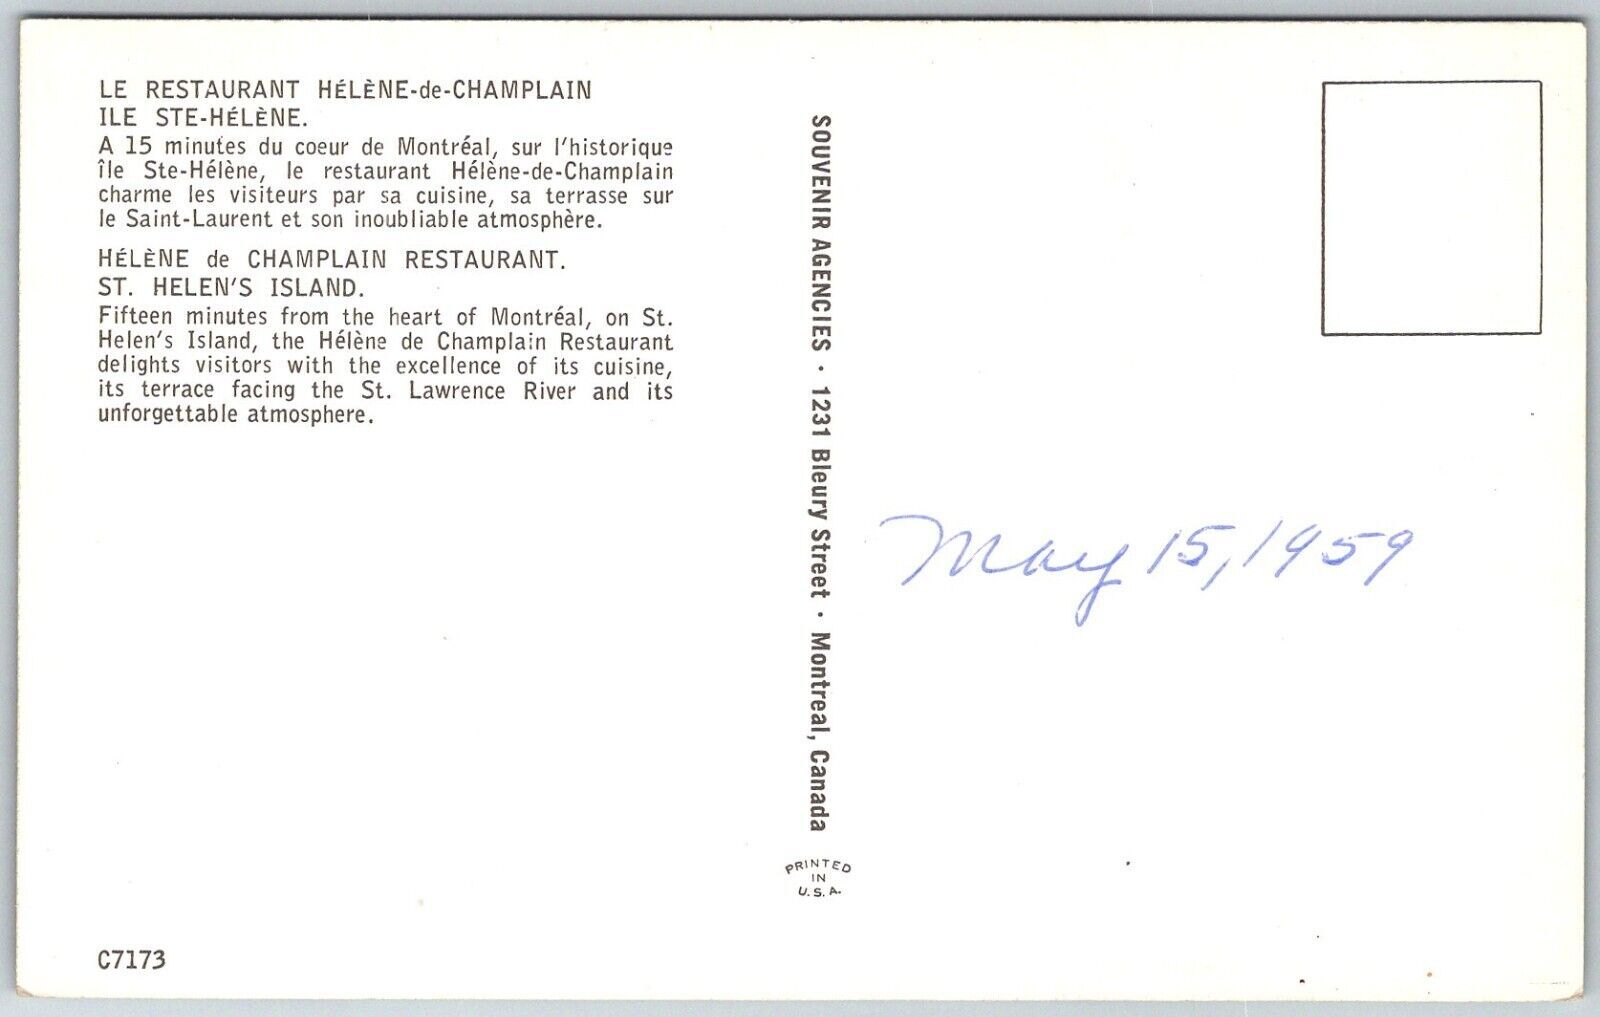 LE RESTAURANT HÉLÈNE-de-CHAMPLAIN
ILE STE-HÉLÈNE.
A 15 minutes du coeur de Montréal, sur l'historique
île Ste-Hélène, le restaurant Hélène-de-Champlain
charme les visiteurs par sa cuisine, sa terrasse sur
le Saint-Laurent et son inoubliable atmosphère.
HÉLÈNE de CHAMPLAIN RESTAURANT.
ST. HELEN'S ISLAND.
Fifteen minutes from the heart of Montréal, on St.
Helen's Island, the Hélène de Champlain Restaurant
delights visitors with the excellence of its cuisine,
its terrace facing the St. Lawrence River and its
unforgettable atmosphere.
C7173
SOUVENIR AGENCIES · 1231 Bleury Street · Montreal, Canada
PRINTED
IN
U.S.A.
May 15, 1959